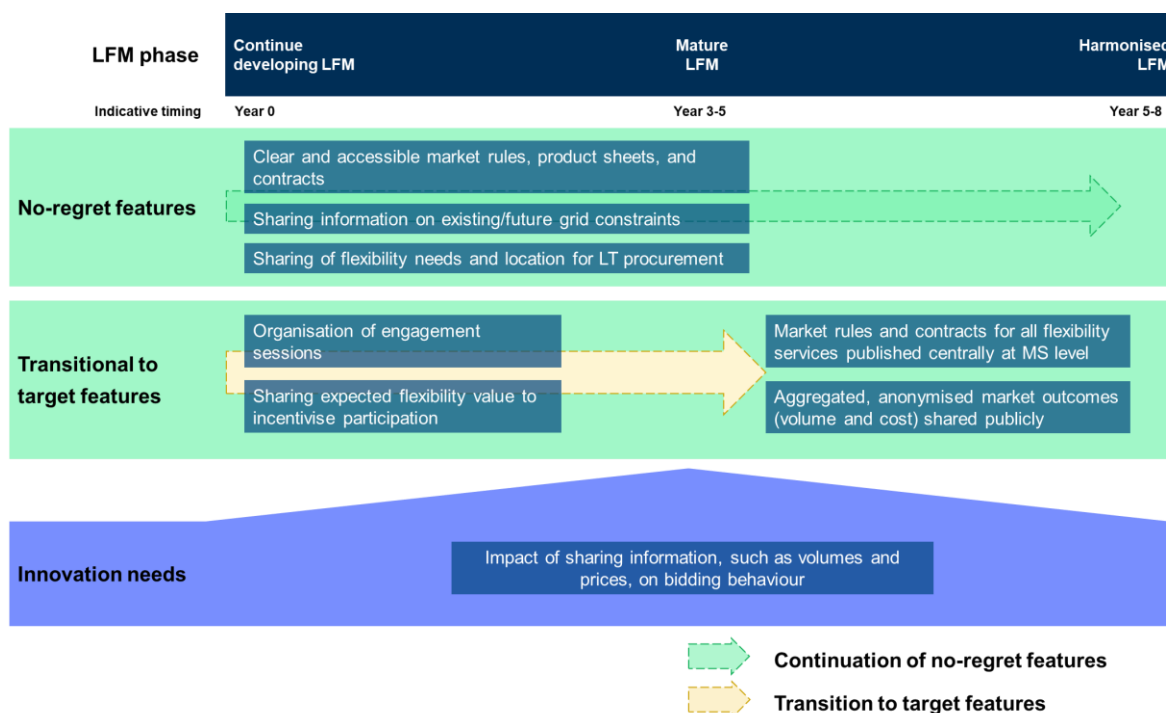 LFM phase
Continue
developing LFM
Mature
LFM
Harmonised
LFM
Indicative timing
Year 0
Year 3-5
Year 5-8
No-regret features
Clear and accessible market rules, product sheets, and
contracts
Sharing information on existing/future grid constraints
Sharing of flexibility needs and location for LT procurement
Transitional to
target features
Organisation of engagement
sessions
Sharing expected flexibility value to
incentivise participation
Market rules and contracts for all flexibility
services published centrally at MS level
Aggregated, anonymised market outcomes
(volume and cost) shared publicly
Innovation needs
Impact of sharing information, such as volumes and
prices, on bidding behaviour
Continuation of no-regret features
Transition to target features